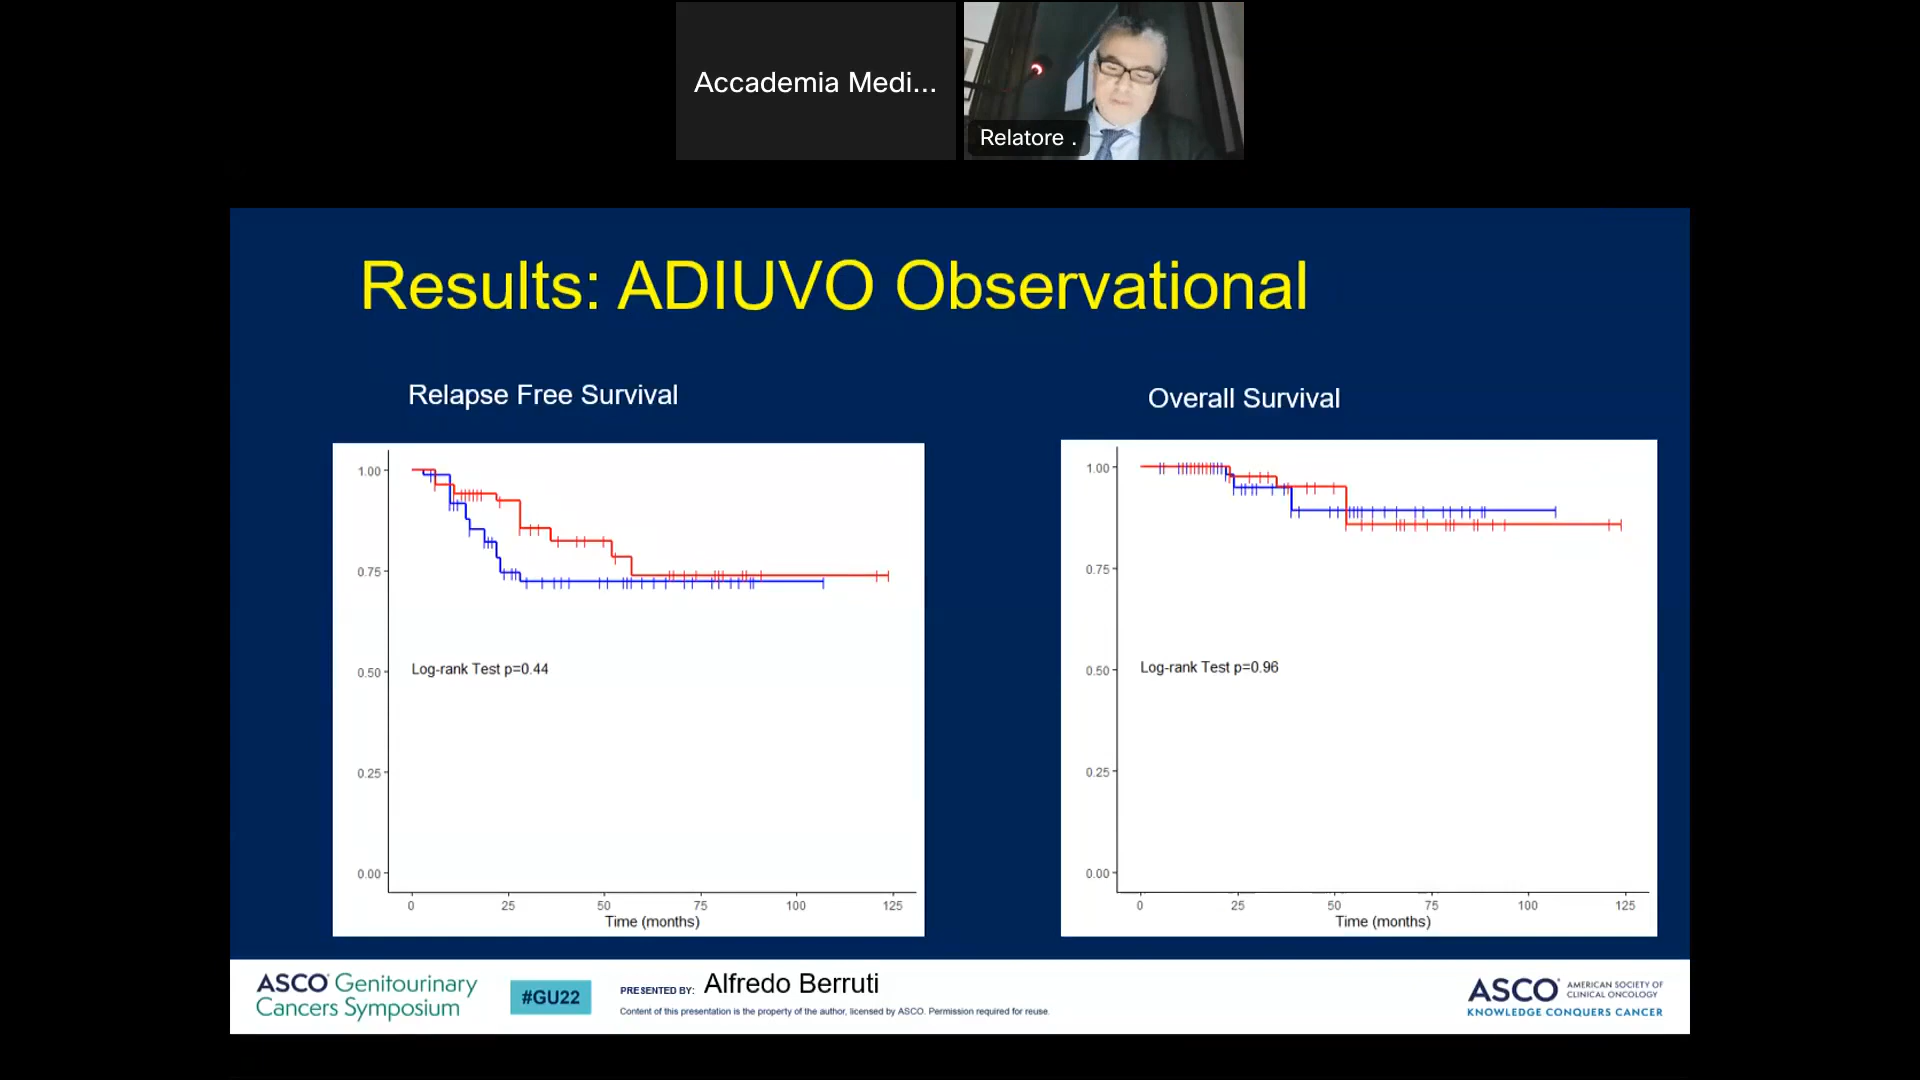 Accademia Medi...
Relatore .
Results: ADIUVO Observational
Relapse Free Survival
Overall Survival
1.00
0.75
0.50
0.25
0.00
Log-rank Test p=0.44
0 25 50 75 100 125
Time (months)
1.00
0.75
0.50
0.25
0.00
Log-rank Test p=0.96
0 25 50 75 100 125
Time (months)
ASCO Genitourinary
Cancers Symposium
#GU22
PRESENTED BY: Alfredo Berruti
Content of this presentation is the property of the author, licensed by ASCO. Permission required for reuse.
ASCO AMERICAN SOCIETY OF
CLINICAL ONCOLOGY
KNOWLEDGE CONQUERS CANCER